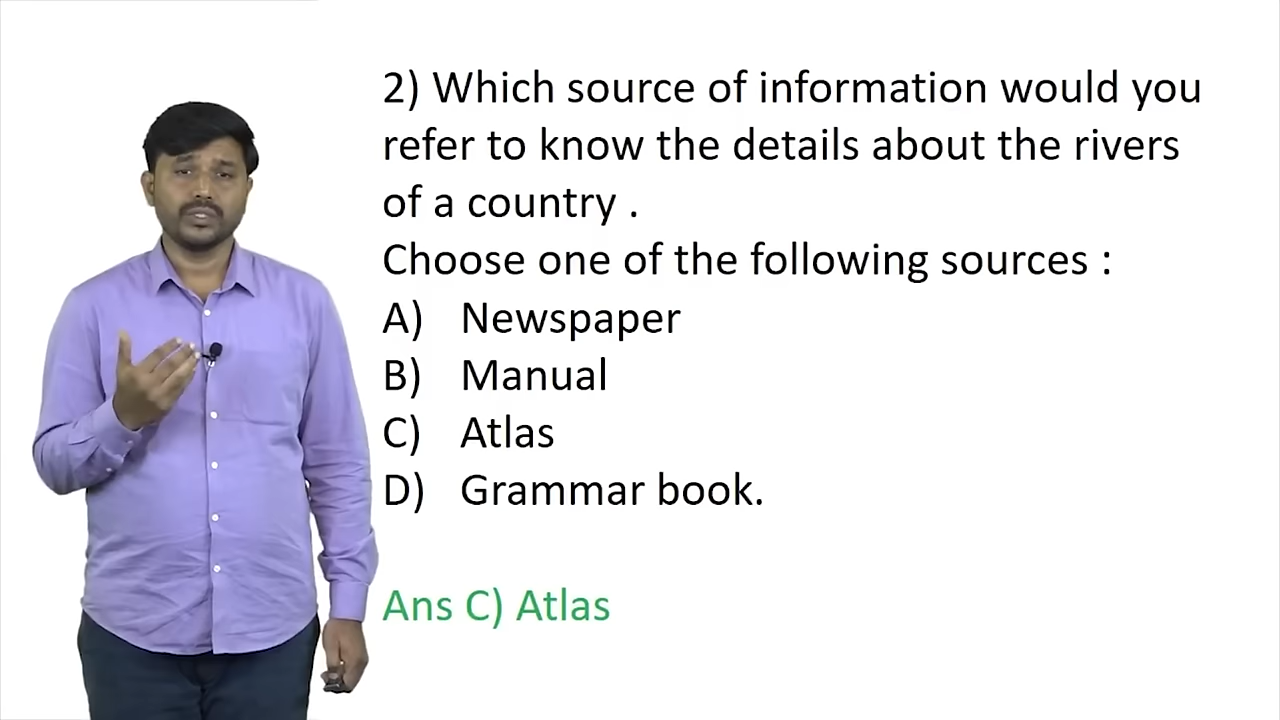 2) Which source of information would you
refer to know the details about the rivers
of a country .
Choose one of the following sources :
A) Newspaper
B) Manual
C) Atlas
D) Grammar book.
Ans C) Atlas